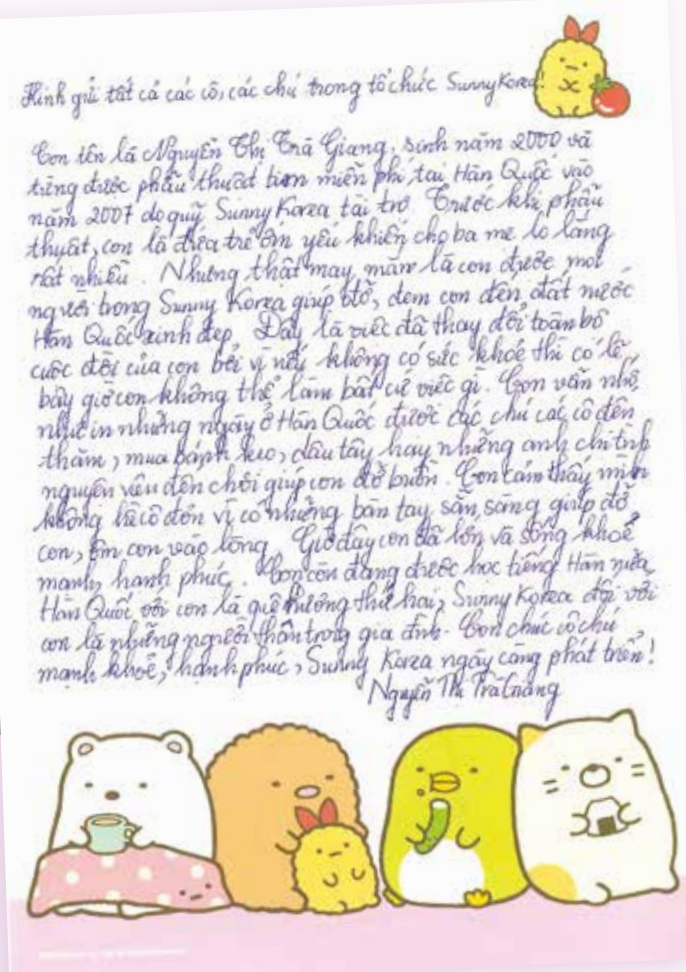 Kính gửi tất cả các cô, các chú trong tổ chức Sunny Korea!
Con tên là Nguyễn Thị Trà Giang, sinh năm 2000 và
từng được phẫu thuật tim miễn phí tại Hàn Quốc vào
năm 2007 do quỹ Sunny Korea tài trợ. Trước khi phẫu
thuật, con là đứa trẻ ốm yếu khiến cho ba mẹ lo lắng
rất nhiều. Nhưng thật may mắn là con được mọi
người trong Sunny Korea giúp đỡ, đem con đến đất nước
Hàn Quốc xinh đẹp. Đây là việc đã thay đổi toàn bộ
cuộc đời của con bởi vì nếu không có sức khoẻ thì có lẽ
bây giờ con không thể làm bất cứ việc gì. Con vẫn nhớ
như in những ngày ở Hàn Quốc được các chú các cô đến
thăm, mua bánh kẹo, dâu tây hay những anh chị tình
nguyện viên đến chơi giúp con đỡ buồn. Con cảm thấy mình
không hề cô đơn vì có những bàn tay sẵn sàng giúp đỡ
con, ôm con vào lòng. Giờ đây con đã lớn và sống khoẻ
mạnh, hạnh phúc. Con còn đang được học tiếng Hàn nữa,
Hàn Quốc với con là quê hương thứ hai, Sunny Korea đối với
con là những người thân trong gia đình. Con chúc cô chú
mạnh khoẻ, hạnh phúc, Sunny Korea ngày càng phát triển!
Nguyễn Thị Trà Giang